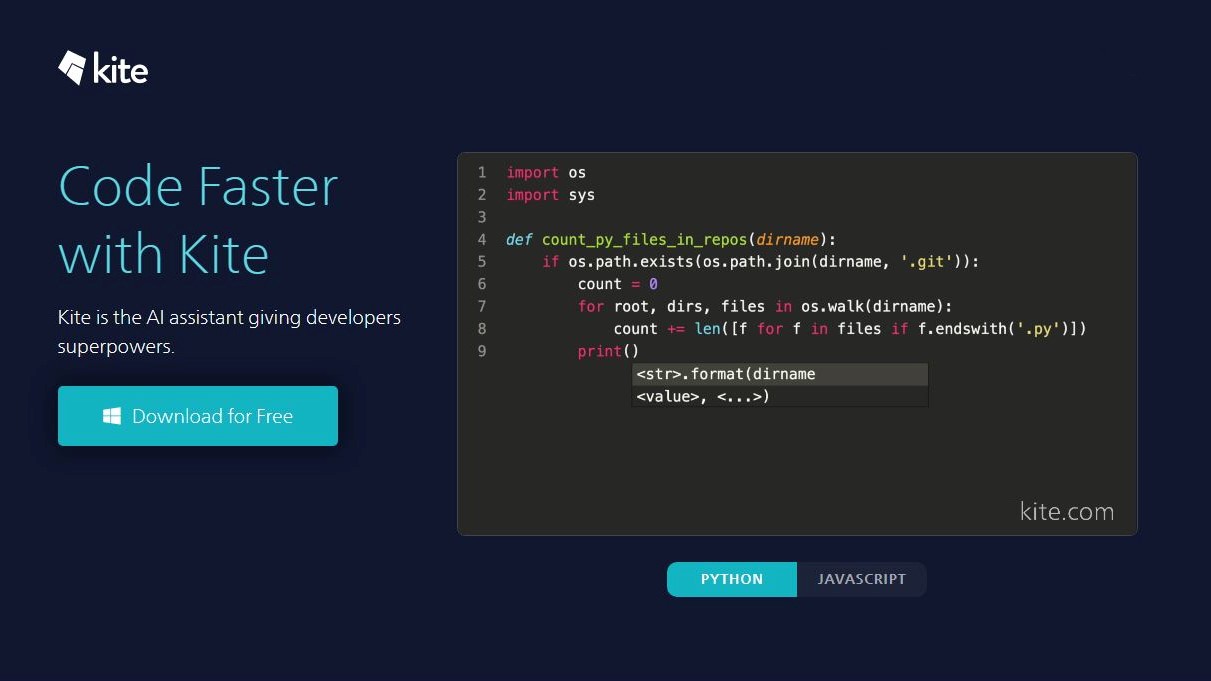 kite
Code Faster
with Kite
Kite is the AI assistant giving developers
superpowers.
Download for Free
1 import os
2 import sys
3
4 def count_py_files_in_repos(dirname):
5     if os.path.exists(os.path.join(dirname, '.git')):
6         count = 0
7         for root, dirs, files in os.walk(dirname):
8             count += len([f for f in files if f.endswith('.py')])
9         print()
<str>.format(dirname
<value>, <...>)
kite.com
PYTHON JAVASCRIPT